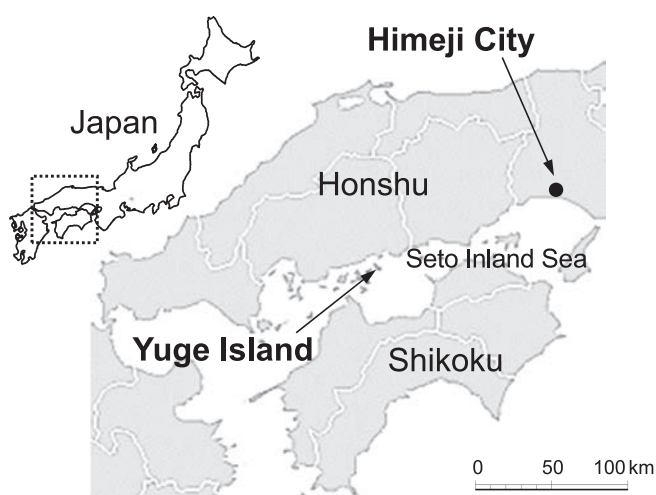 Himeji City
Japan
Honshu
Seto Inland Sea
Yuge Island
Shikoku
0 50 100 km